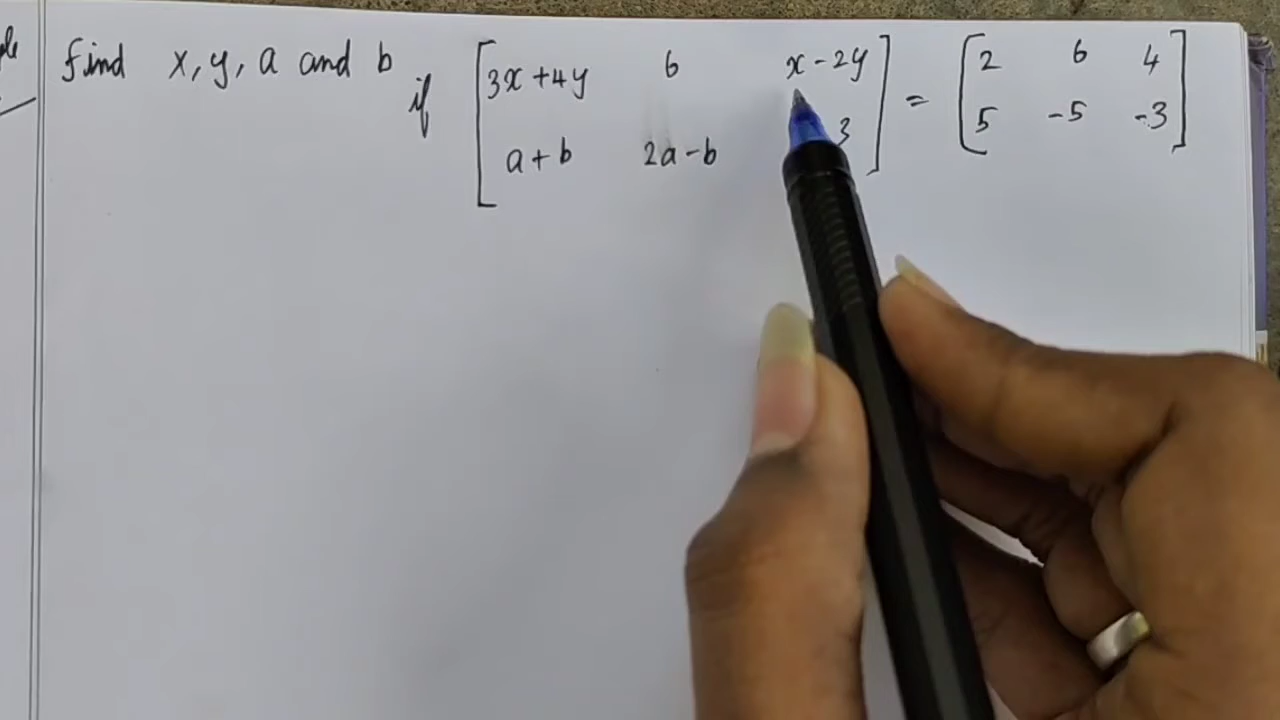 Find x, y, a and b if [3x+4y 6 x-2y] = [2 6 4]
[a+b 2a-b 3] [5 -5 -3]